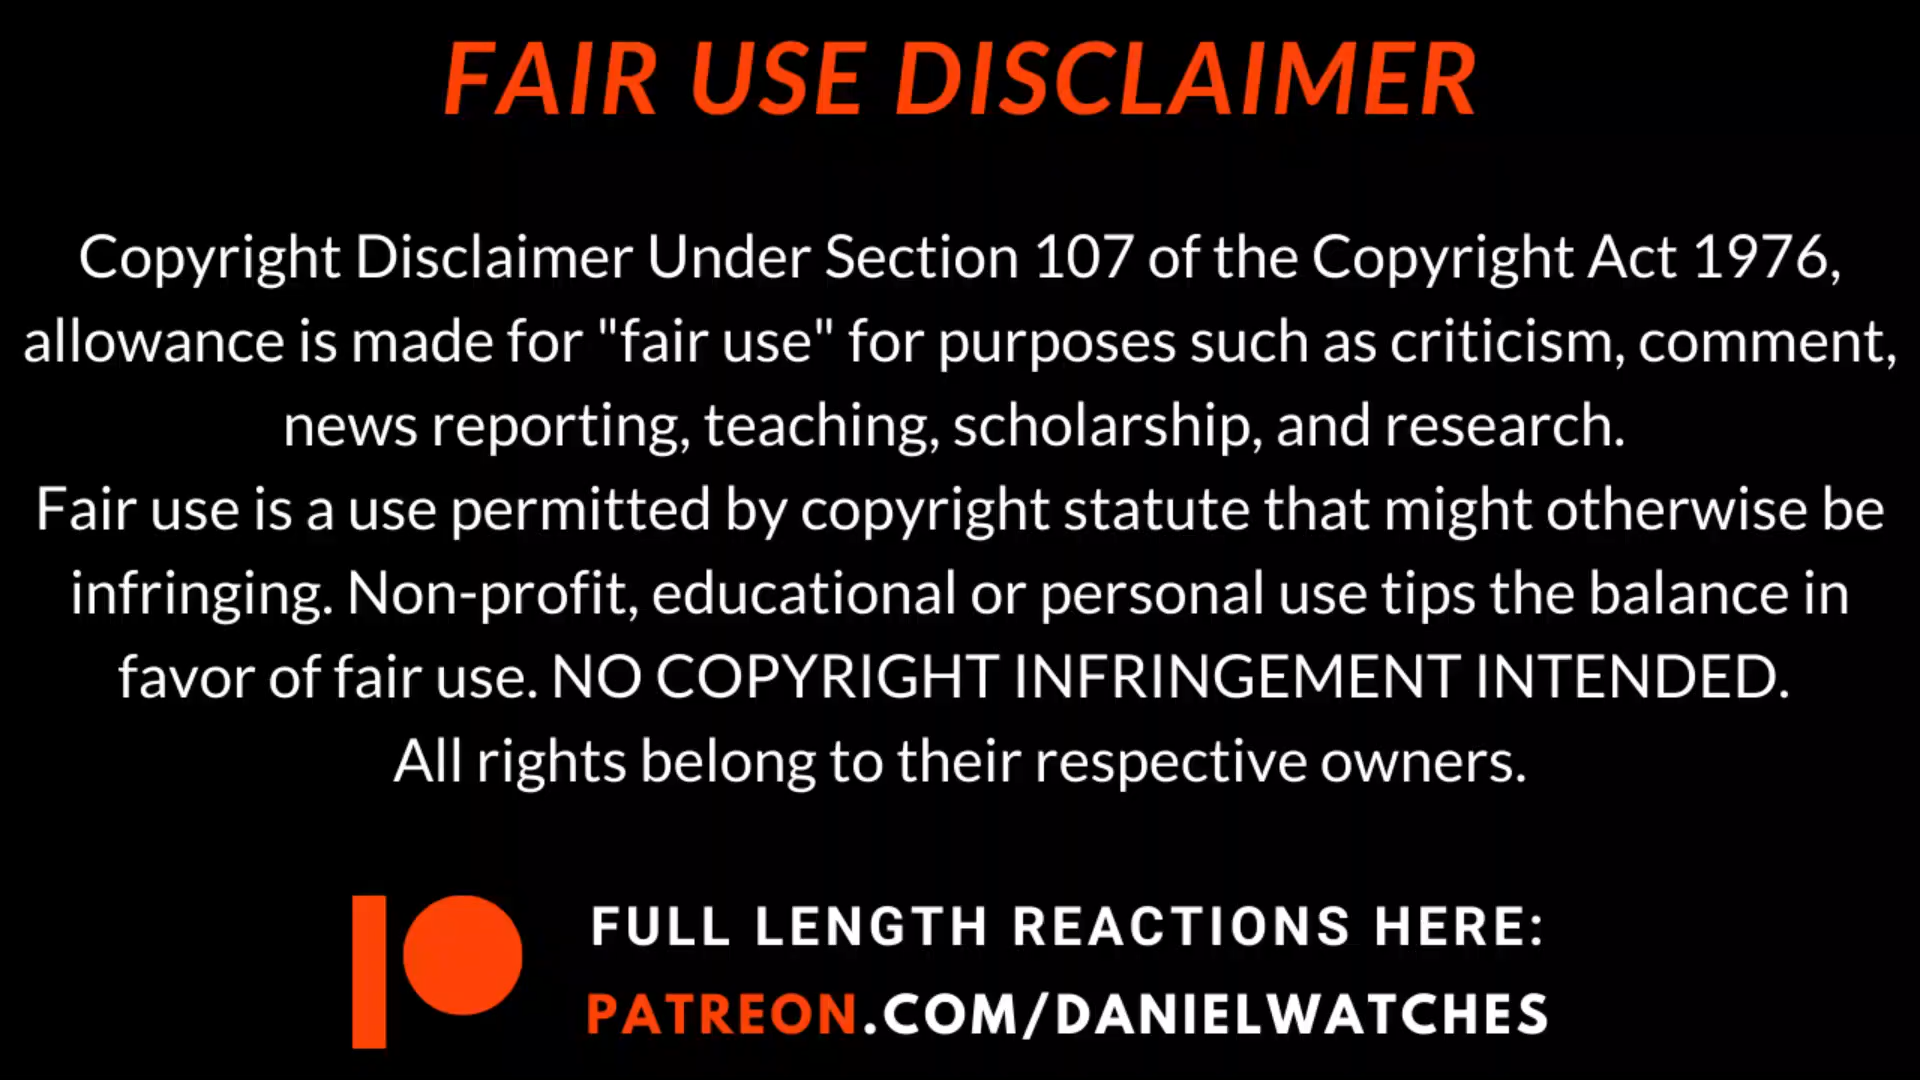 FAIR USE DISCLAIMER
Copyright Disclaimer Under Section 107 of the Copyright Act 1976,
allowance is made for "fair use" for purposes such as criticism, comment,
news reporting, teaching, scholarship, and research.
Fair use is a use permitted by copyright statute that might otherwise be
infringing. Non-profit, educational or personal use tips the balance in
favor of fair use. NO COPYRIGHT INFRINGEMENT INTENDED.
All rights belong to their respective owners.
FULL LENGTH REACTIONS HERE:
PATREON.COM/DANIELWATCHES